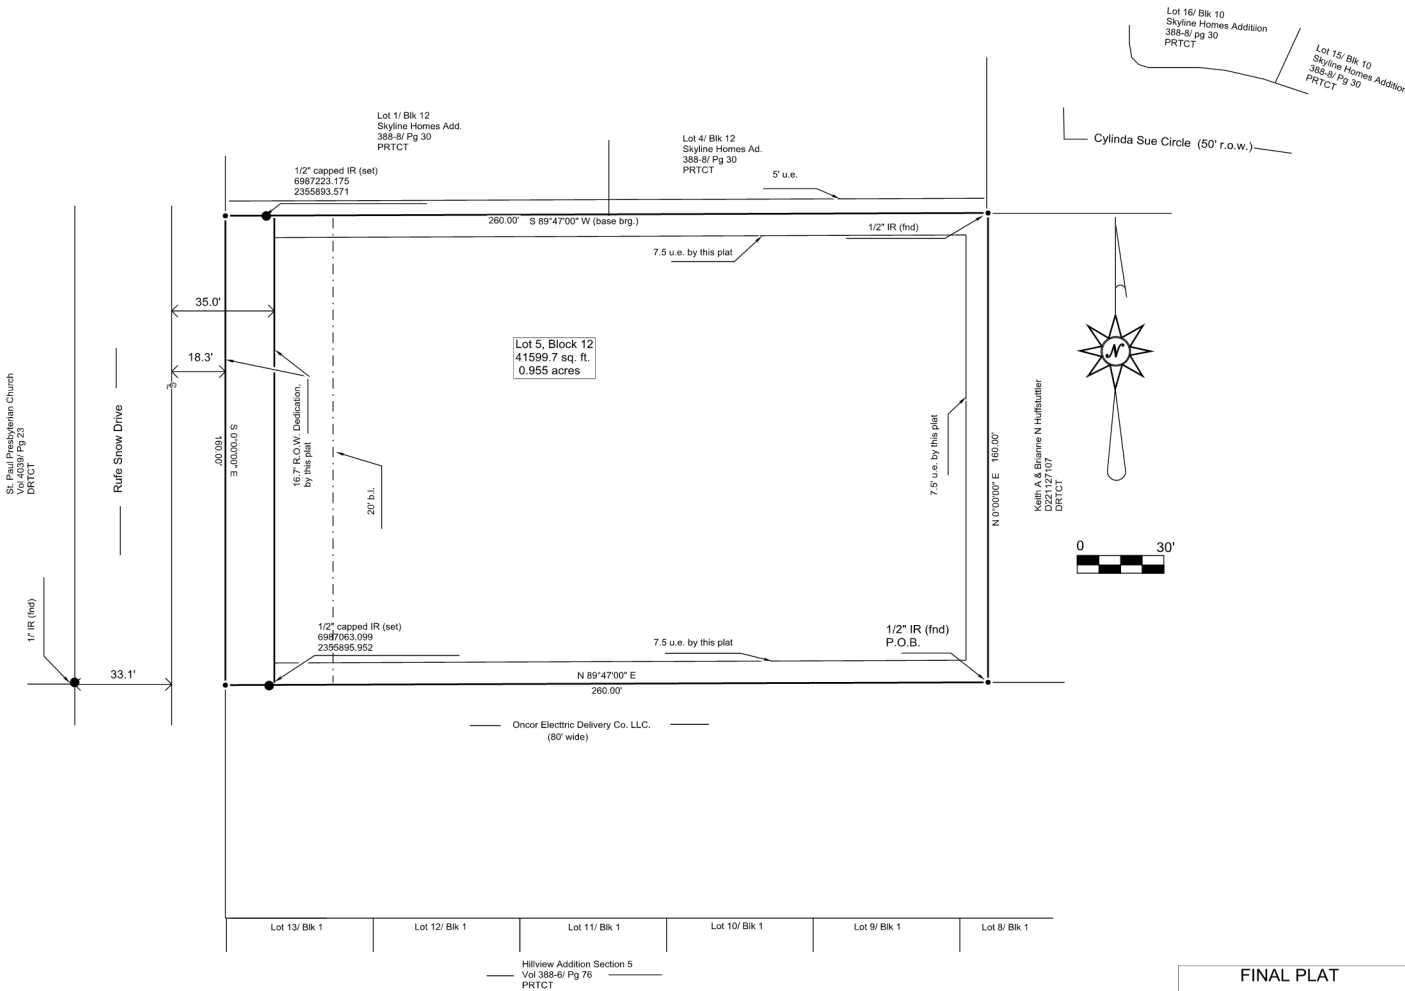 Lot 16/ Blk 10
Skyline Homes Additiion
388-8/ pg 30
PRTCT
Lot 15/ Blk 10
Skyline Homes Addition
388-8/ Pg 30
PRTCT
Cylinda Sue Circle (50' r.o.w.)
Lot 1/ Blk 12
Skyline Homes Add.
388-8/ Pg 30
PRTCT
Lot 4/ Blk 12
Skyline Homes Ad.
388-8/ Pg 30
PRTCT
5' u.e.
1/2" capped IR (set)
6987223.175
2355893.571
260.00' S 89°47'00" W (base brg.)
1/2" IR (fnd)
7.5 u.e. by this plat
35.0'
18.3'
Lot 5, Block 12
41599.7 sq. ft.
0.955 acres
N
St. Paul Presbyterian Church
Vol 4039/ Pg 23
DRTCT
Rufe Snow Drive
S 0°00'00" E
160.00'
16.7' R.O.W. Dedication,
by this plat
20' b.l.
7.5' u.e. by this plat
N 0°00'00" E 160.00'
Keith A & Brianne N Huffstuttler
D221127107
DRTCT
0 30'
1/' IR (fnd)
33.1'
1/2" capped IR (set)
6987063.099
2355895.952
7.5 u.e. by this plat
1/2" IR (fnd)
P.O.B.
N 89°47'00" E
260.00'
Oncor Electtric Delivery Co. LLC.
(80' wide)
Lot 13/ Blk 1
Lot 12/ Blk 1
Lot 11/ Blk 1
Lot 10/ Blk 1
Lot 9/ Blk 1
Lot 8/ Blk 1
Hillview Addition Section 5
Vol 388-6/ Pg 76
PRTCT
FINAL PLAT